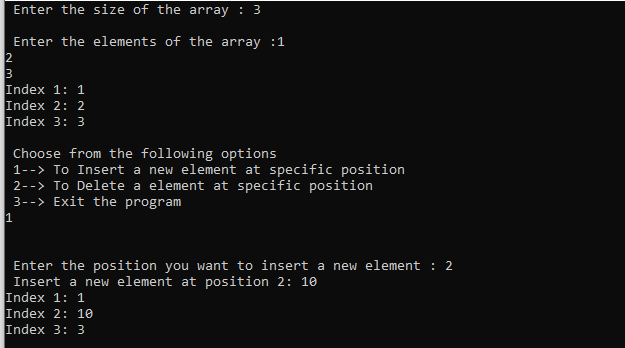 Enter the size of the array : 3
Enter the elements of the array :1
2
3
Index 1: 1
Index 2: 2
Index 3: 3
Choose from the following options
1--> To Insert a new element at specific position
2--> To Delete a element at specific position
3--> Exit the program
1
Enter the position you want to insert a new element : 2
Insert a new element at position 2: 10
Index 1: 1
Index 2: 10
Index 3: 3